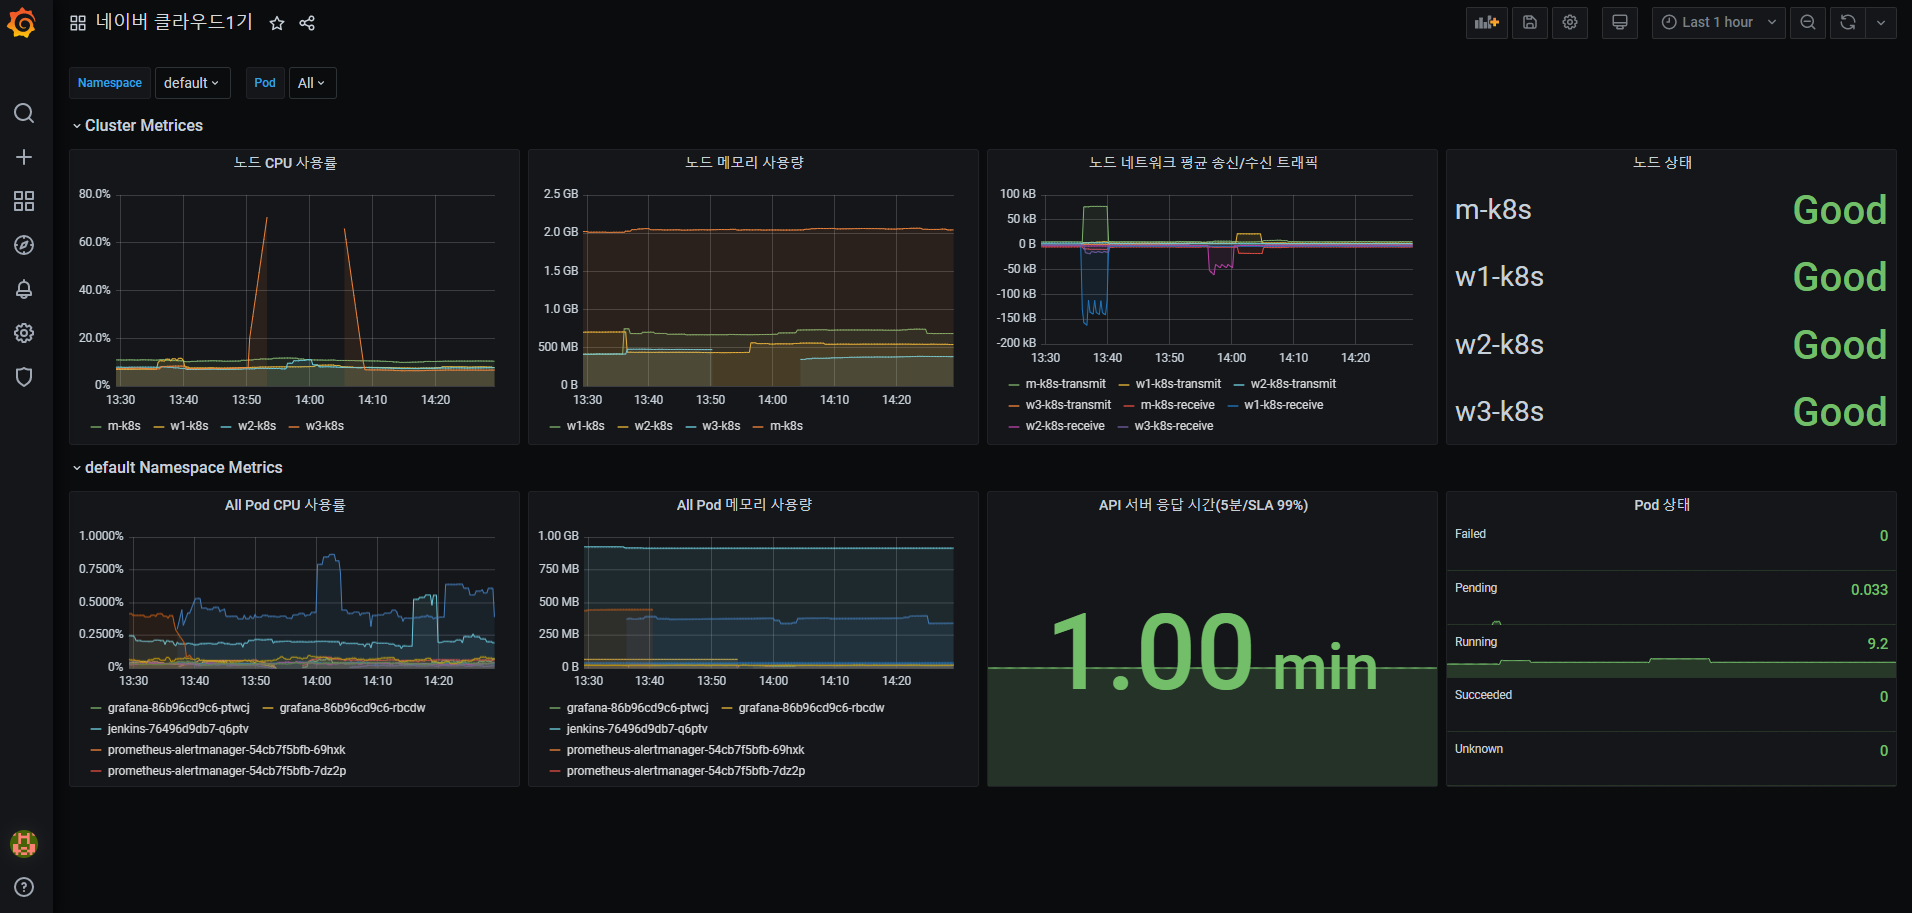 네이버 클라우드1기
Last 1 hour
Namespace default Pod All
Cluster Metrices
노드 CPU 사용률
80.0%
60.0%
40.0%
20.0%
0%
13:30 13:40 13:50 14:00 14:10 14:20
m-k8s w1-k8s w2-k8s w3-k8s
노드 메모리 사용량
2.5 GB
2.0 GB
1.5 GB
1.0 GB
500 MB
0 B
13:30 13:40 13:50 14:00 14:10 14:20
w1-k8s w2-k8s w3-k8s m-k8s
노드 네트워크 평균 송신/수신 트래픽
100 kB
50 kB
0 B
-50 kB
-100 kB
-150 kB
-200 kB
13:30 13:40 13:50 14:00 14:10 14:20
m-k8s-transmit w1-k8s-transmit w2-k8s-transmit
w3-k8s-transmit m-k8s-receive w1-k8s-receive
w2-k8s-receive w3-k8s-receive
노드 상태
m-k8s Good
w1-k8s Good
w2-k8s Good
w3-k8s Good
default Namespace Metrics
All Pod CPU 사용률
1.0000%
0.7500%
0.5000%
0.2500%
0%
13:30 13:40 13:50 14:00 14:10 14:20
grafana-86b96cd9c6-ptwcj grafana-86b96cd9c6-rbcdw
jenkins-76496d9db7-q6ptv
prometheus-alertmanager-54cb7f5bfb-69hxk
prometheus-alertmanager-54cb7f5bfb-7dz2p
All Pod 메모리 사용량
1.00 GB
750 MB
500 MB
250 MB
0 B
13:30 13:40 13:50 14:00 14:10 14:20
grafana-86b96cd9c6-ptwcj grafana-86b96cd9c6-rbcdw
jenkins-76496d9db7-q6ptv
prometheus-alertmanager-54cb7f5bfb-69hxk
prometheus-alertmanager-54cb7f5bfb-7dz2p
API 서버 응답 시간(5분/SLA 99%)
1.00 min
Pod 상태
Failed 0
Pending 0.033
Running 9.2
Succeeded 0
Unknown 0